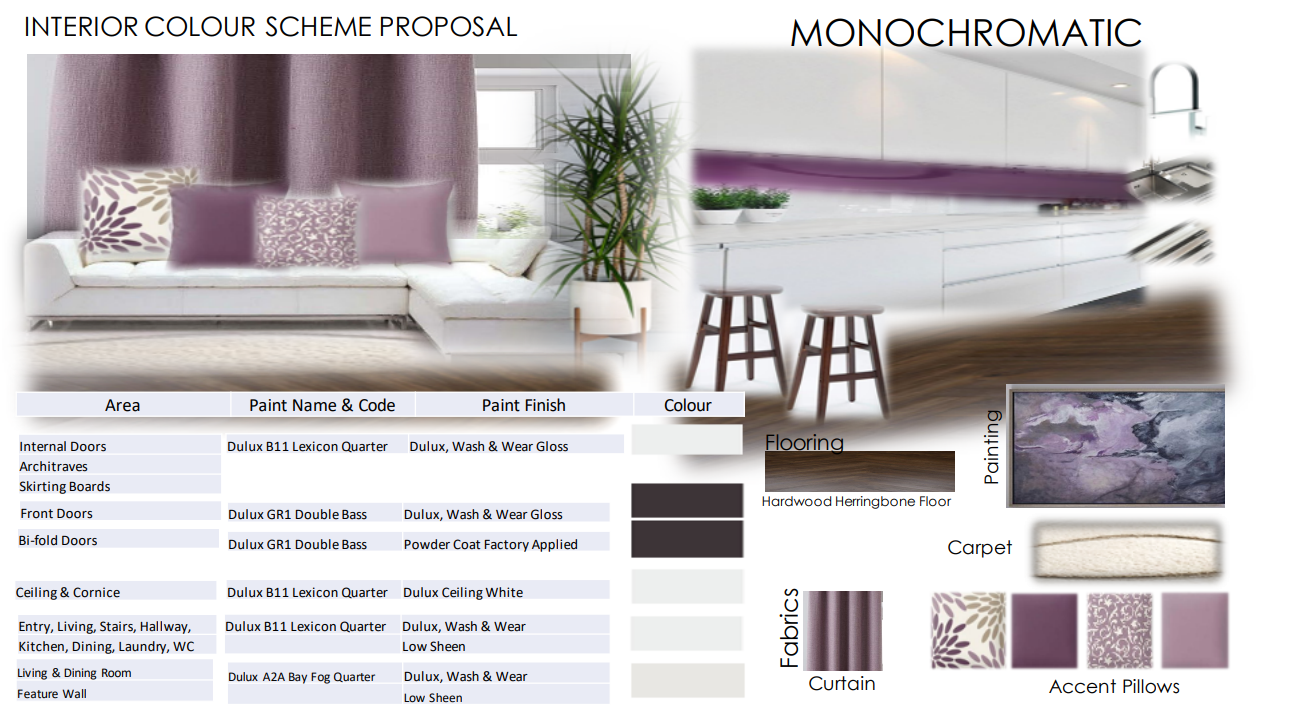 INTERIOR COLOUR SCHEME PROPOSAL
MONOCHROMATIC
Area Paint Name & Code Paint Finish Colour
Internal Doors Dulux B11 Lexicon Quarter Dulux, Wash & Wear Gloss
Architraves
Skirting Boards
Front Doors Dulux GR1 Double Bass Dulux, Wash & Wear Gloss
Bi-fold Doors Dulux GR1 Double Bass Powder Coat Factory Applied
Ceiling & Cornice Dulux B11 Lexicon Quarter Dulux Ceiling White
Entry, Living, Stairs, Hallway, Dulux B11 Lexicon Quarter Dulux, Wash & Wear
Kitchen, Dining, Laundry, WC Low Sheen
Living & Dining Room Dulux A2A Bay Fog Quarter Dulux, Wash & Wear
Feature Wall Low Sheen
Flooring
Hardwood Herringbone Floor
Painting
Carpet
Fabrics
Curtain
Accent Pillows